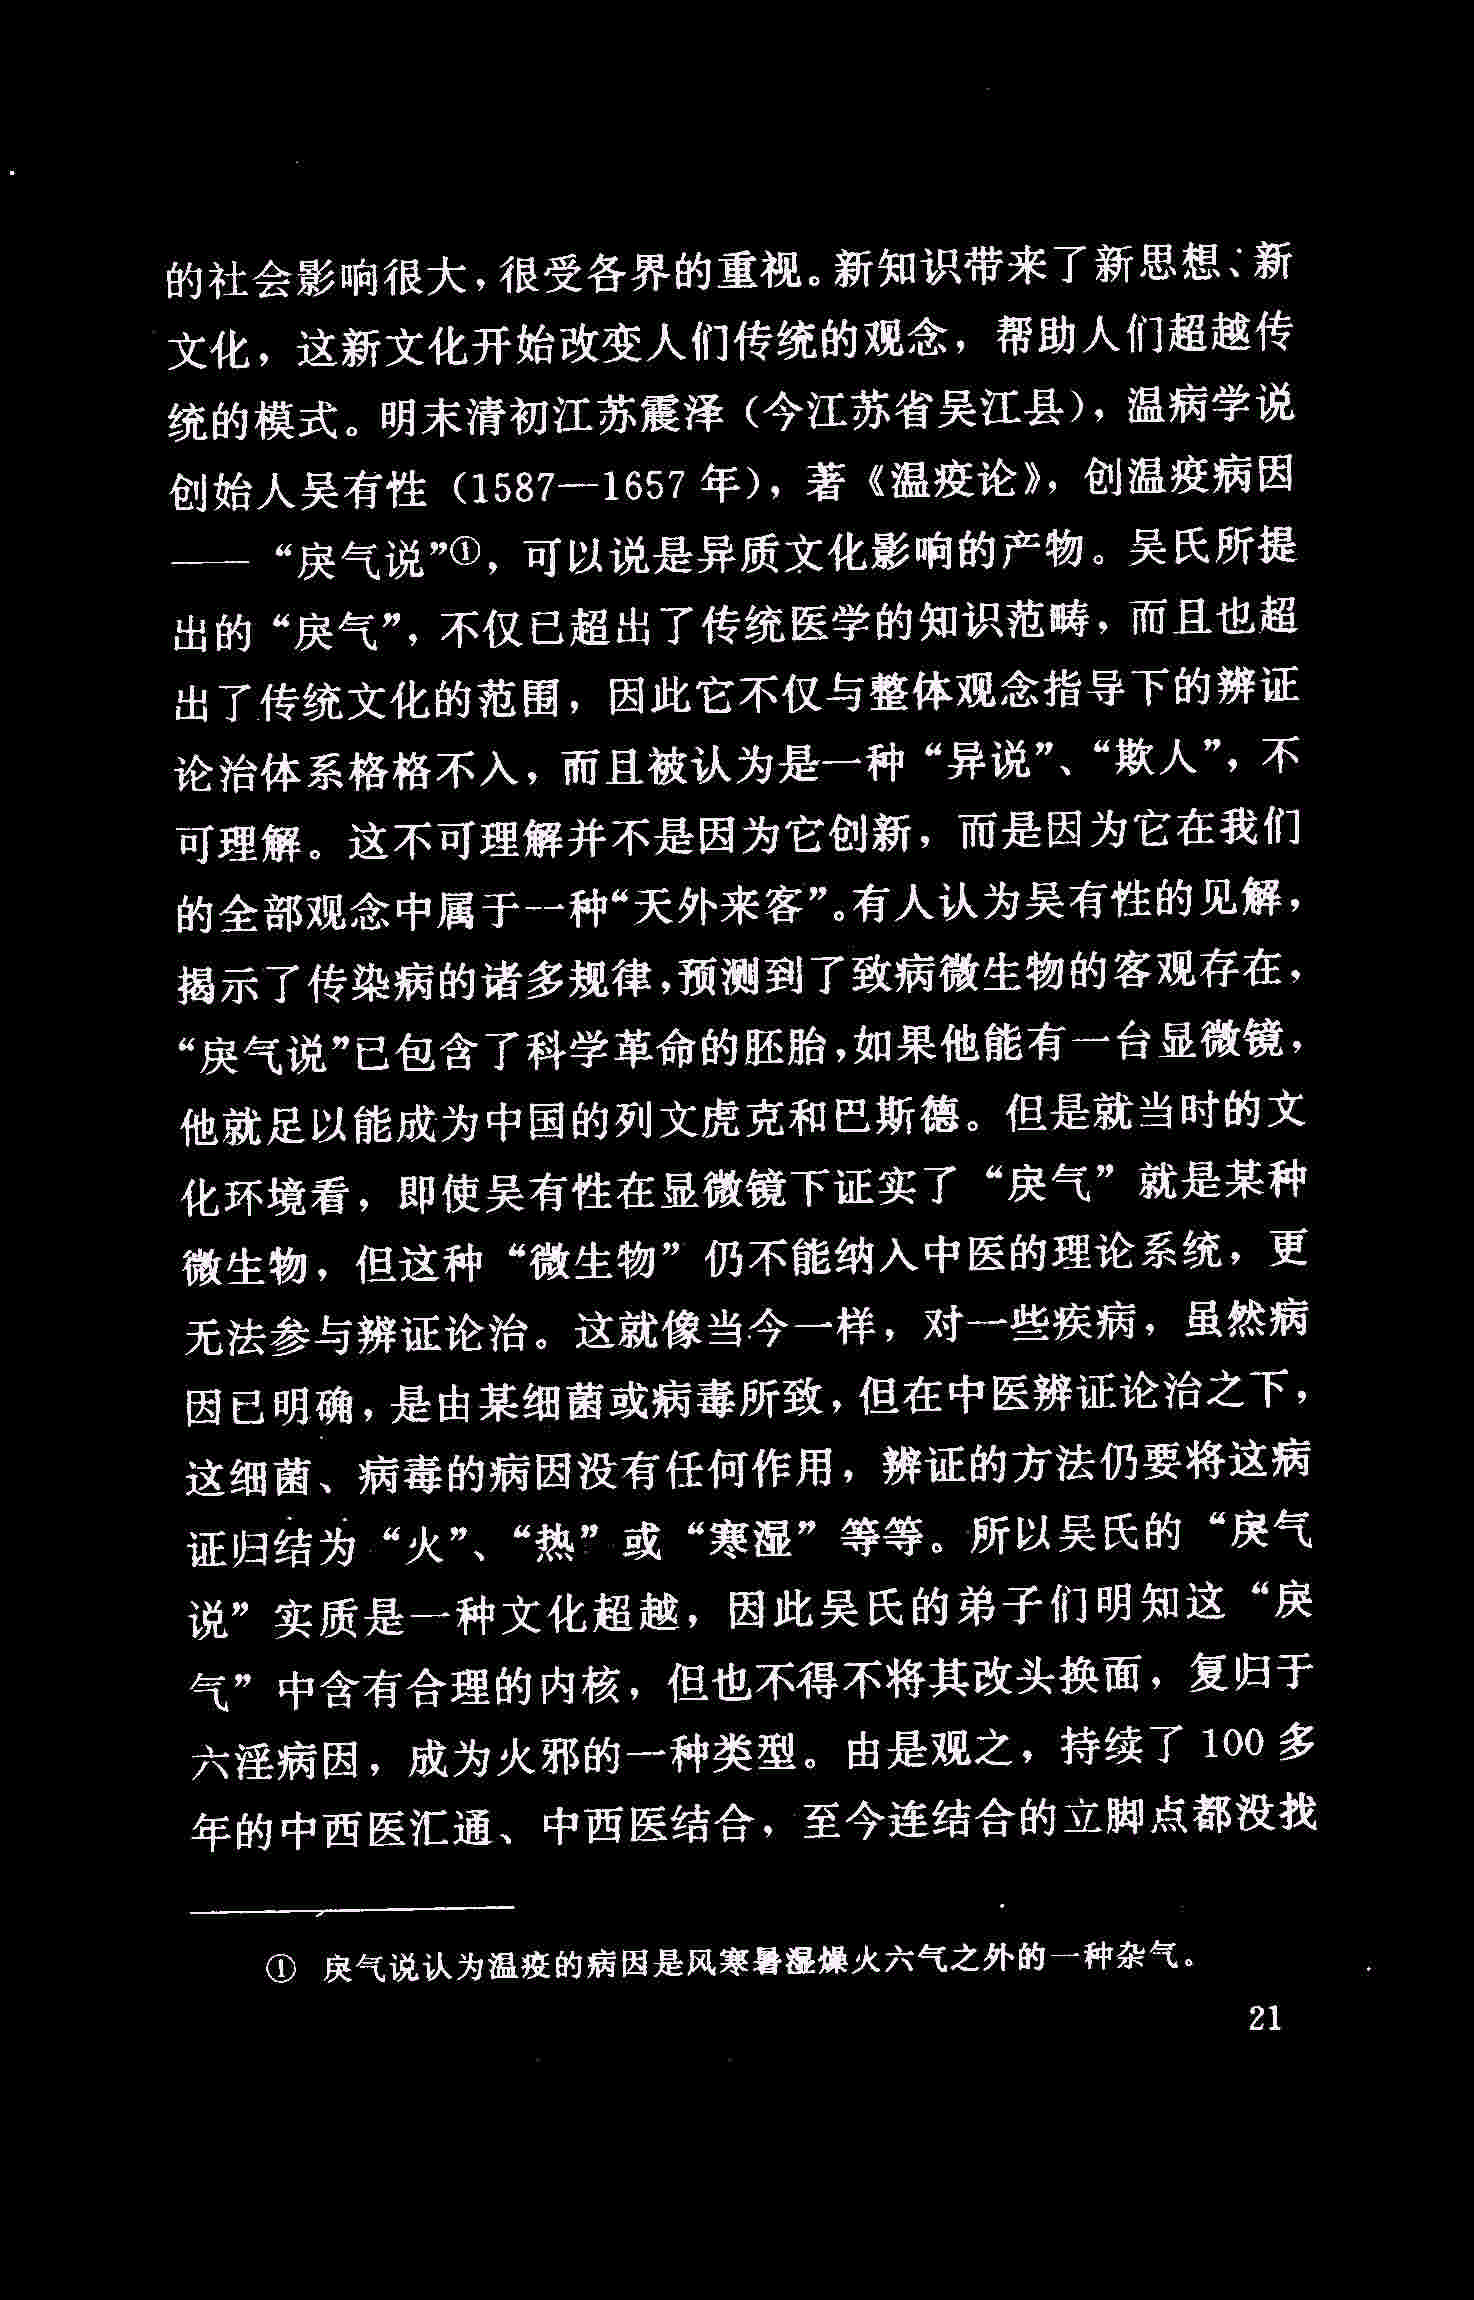 的社会影响很大，很受各界的重视。新知识带来了新思想、新
文化，这新文化开始改变人们传统的观念，帮助人们超越传
统的模式。明末清初江苏震泽（今江苏省吴江县），温病学说
创始人吴有性（1587—1657 年），著《温疫论》，创温疫病因
——“戾气说”①，可以说是异质文化影响的产物。吴氏所提
出的“戾气”，不仅已超出了传统医学的知识范畴，而且也超
出了传统文化的范围，因此它不仅与整体观念指导下的辨证
论治体系格格不入，而且被认为是一种“异说”、“欺人”，不
可理解。这不可理解并不是因为它创新，而是因为它在我们
的全部观念中属于一种“天外来客”。有人认为吴有性的见解，
揭示了传染病的诸多规律，预测到了致病微生物的客观存在，
“戾气说”已包含了科学革命的胚胎，如果他能有一台显微镜，
他就足以能成为中国的列文虎克和巴斯德。但是就当时的文
化环境看，即使吴有性在显微镜下证实了“戾气”就是某种
微生物，但这种“微生物”仍不能纳入中医的理论系统，更
无法参与辨证论治。这就像当今一样，对一些疾病，虽然病
因已明确，是由某细菌或病毒所致，但在中医辨证论治之下，
这细菌、病毒的病因没有任何作用，辨证的方法仍要将这病
证归结为“火”、“热”或“寒湿”等等。所以吴氏的“戾气
说”实质是一种文化超越，因此吴氏的弟子们明知这“戾
气”中含有合理的内核，但也不得不将其改头换面，复归于
六淫病因，成为火邪的一种类型。由是观之，持续了 100 多
年的中西医汇通、中西医结合，至今连结合的立脚点都没找
① 戾气说认为温疫的病因是风寒暑湿燥火六气之外的一种杂气。
21